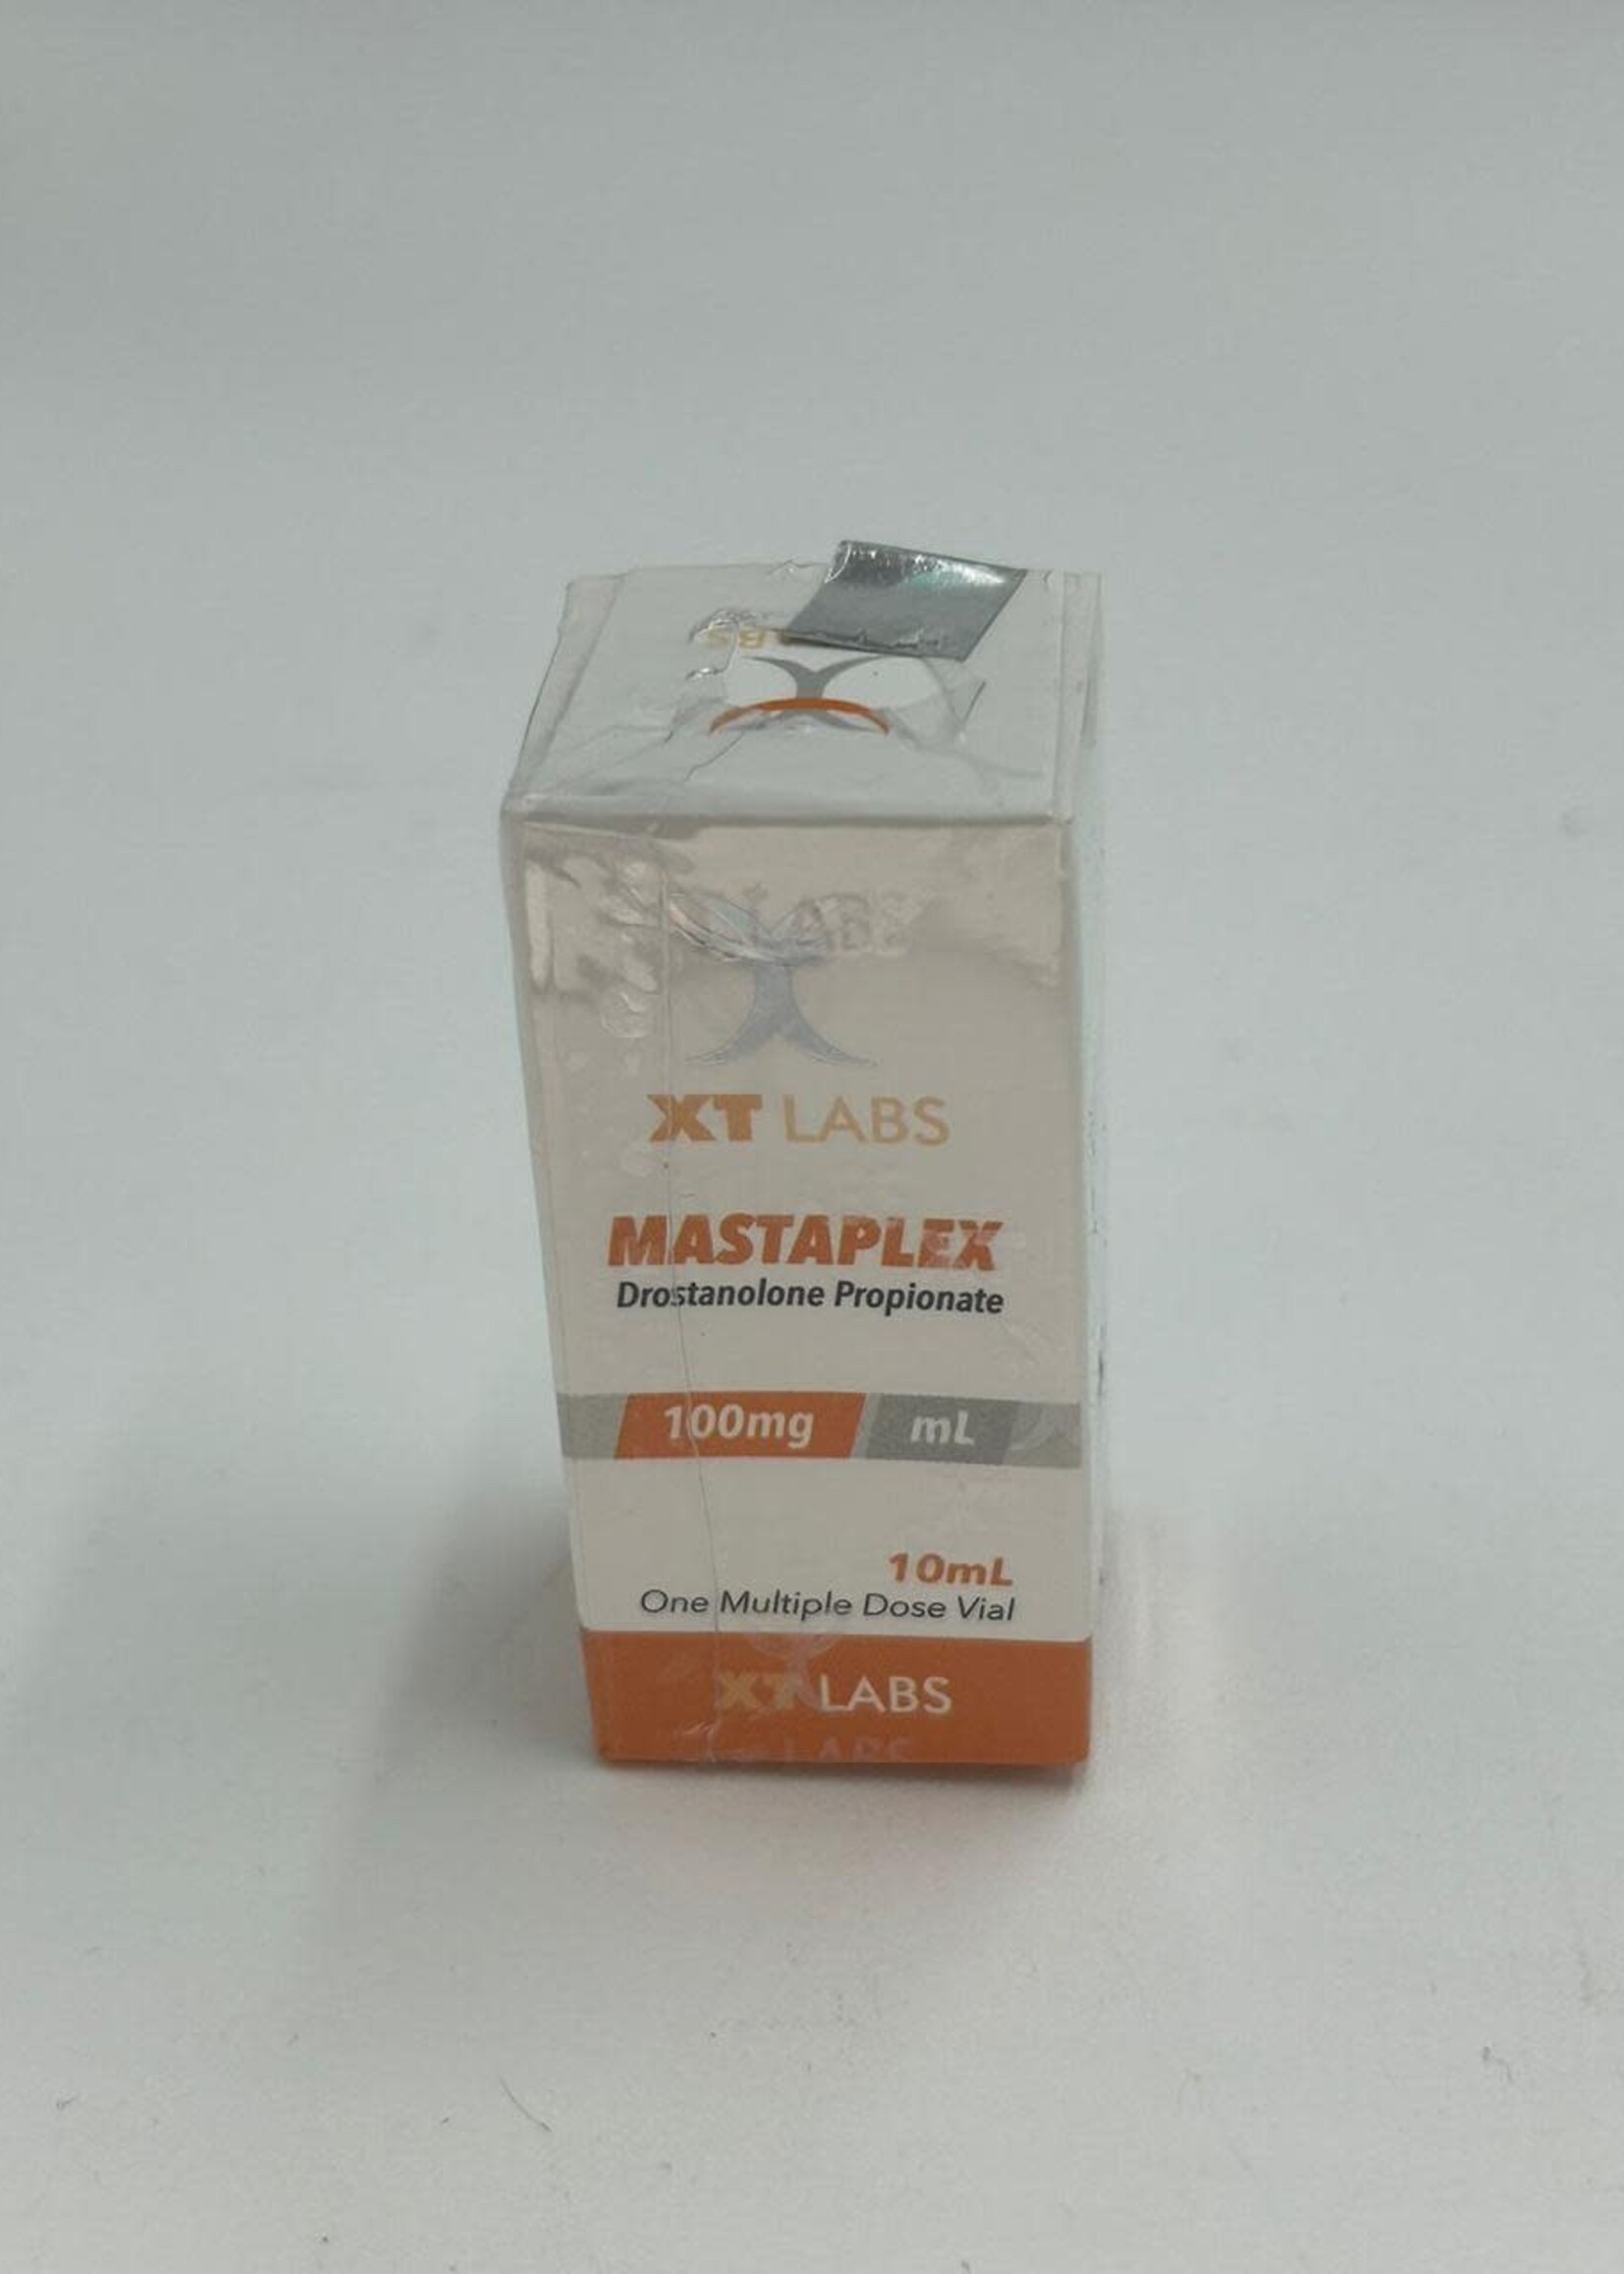 XT LABS
MASTAPLEX
Drostanolone Propionate
100mg mL
10mL
One Multiple Dose Vial
XT LABS